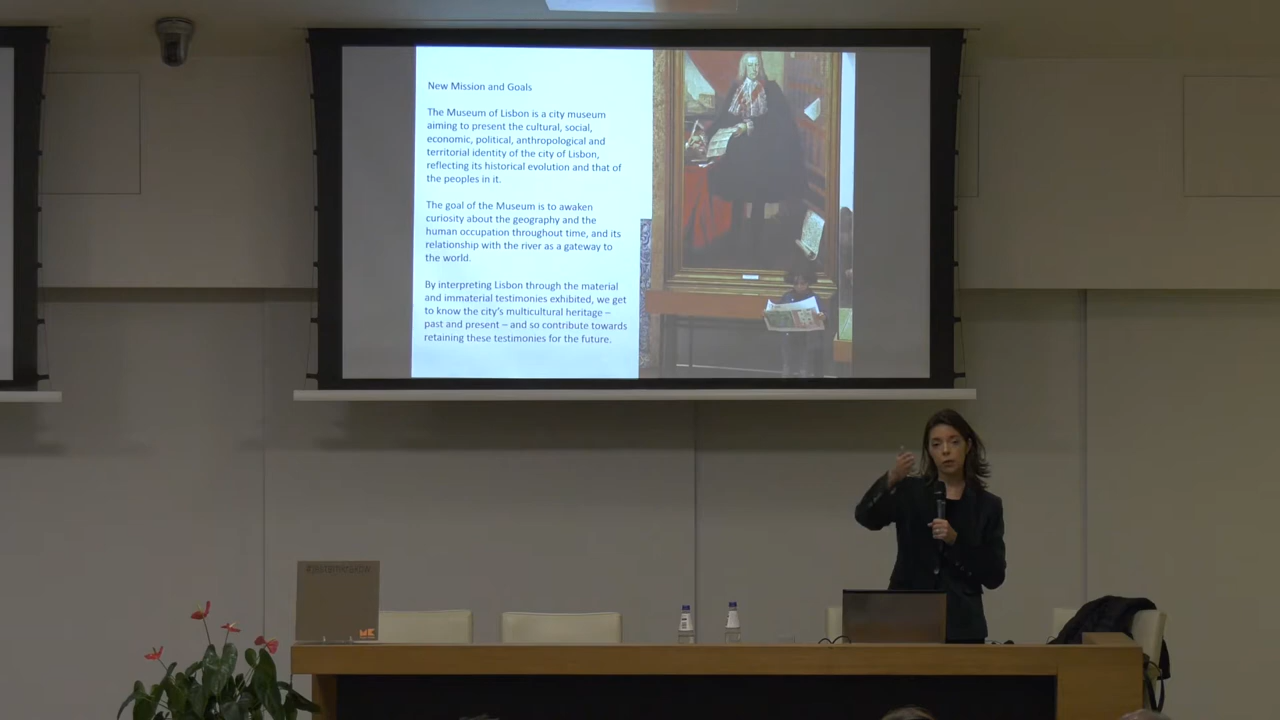 New Mission and Goals
The Museum of Lisbon is a city museum
aiming to present the cultural, social,
economic, political, anthropological and
territorial identity of the city of Lisbon,
reflecting its historical evolution and that of
the peoples in it.
The goal of the Museum is to awaken
curiosity about the geography and the
human occupation throughout time, and its
relationship with the river as a gateway to
the world.
By interpreting Lisbon through the material
and immaterial testimonies exhibited, we get
to know the city's multicultural heritage –
past and present – and so contribute towards
retaining these testimonies for the future.